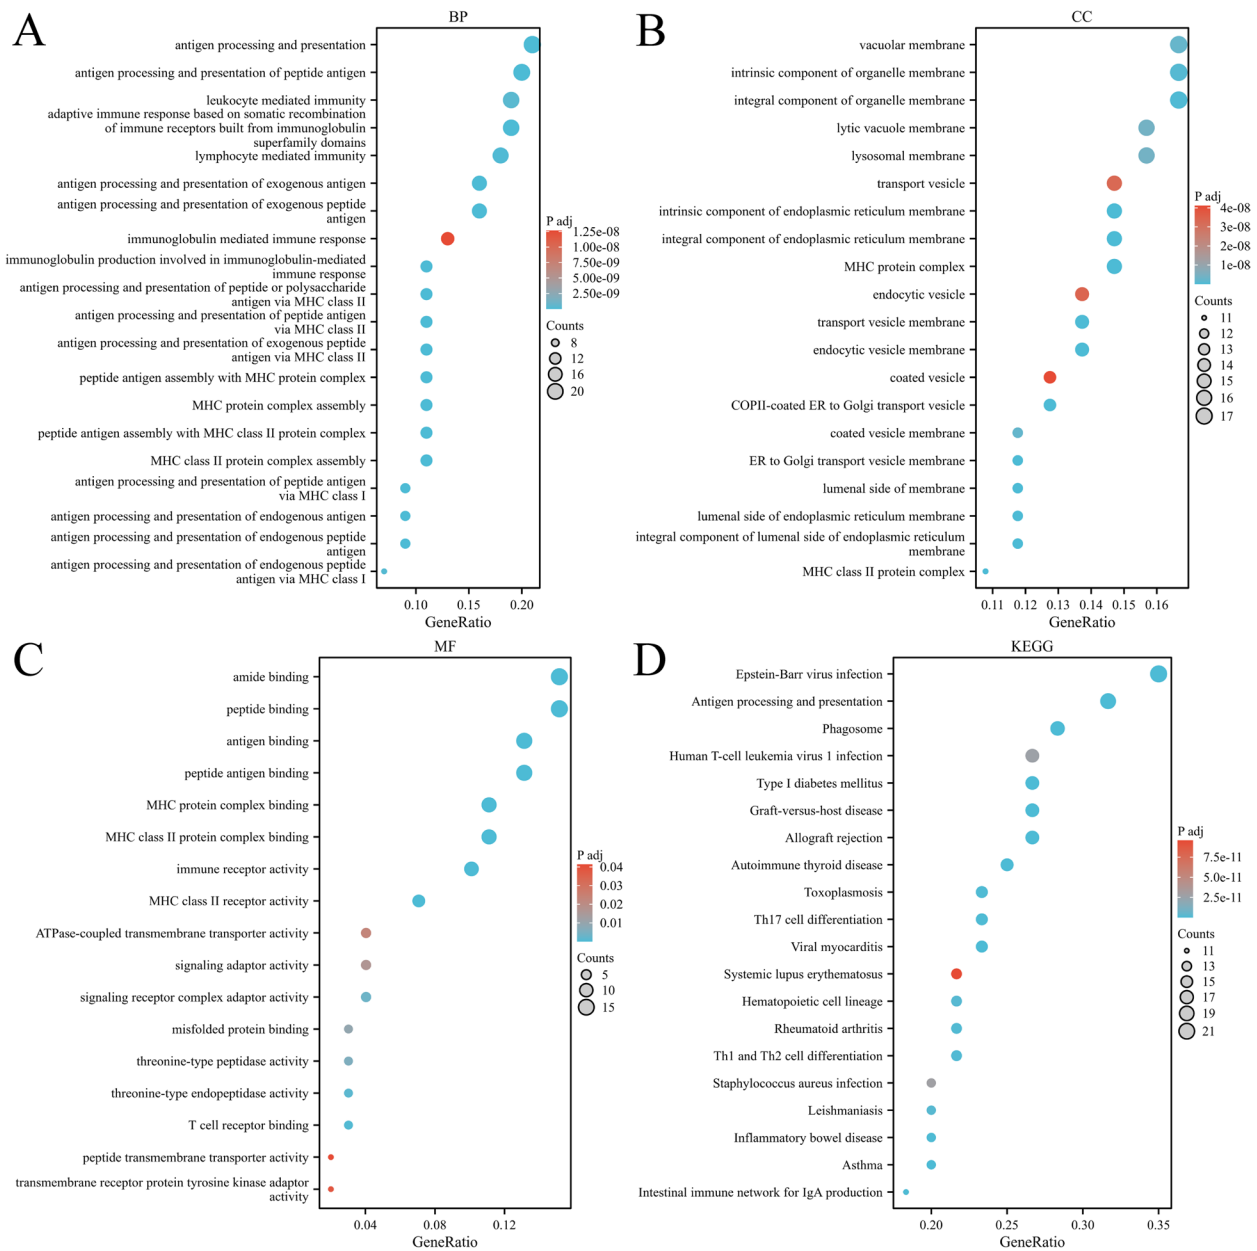 A
BP
antigen processing and presentation
antigen processing and presentation of peptide antigen
leukocyte mediated immunity
adaptive immune response based on somatic recombination
of immune receptors built from immunoglobulin
superfamily domains
lymphocyte mediated immunity
antigen processing and presentation of exogenous antigen
antigen processing and presentation of exogenous peptide
antigen
immunoglobulin mediated immune response
immunoglobulin production involved in immunoglobulin-mediated
immune response
antigen processing and presentation of peptide or polysaccharide
antigen via MHC class II
antigen processing and presentation of peptide antigen
via MHC class II
antigen processing and presentation of exogenous peptide
antigen via MHC class II
peptide antigen assembly with MHC protein complex
MHC protein complex assembly
peptide antigen assembly with MHC class II protein complex
MHC class II protein complex assembly
antigen processing and presentation of peptide antigen
via MHC class I
antigen processing and presentation of endogenous antigen
antigen processing and presentation of endogenous peptide
antigen
antigen processing and presentation of endogenous peptide
antigen via MHC class I
0.10 0.15 0.20
GeneRatio
P adj
1.25e-08
1.00e-08
7.50e-09
5.00e-09
2.50e-09
Counts
8
12
16
20
B
CC
vacuolar membrane
intrinsic component of organelle membrane
integral component of organelle membrane
lytic vacuole membrane
lysosomal membrane
transport vesicle
intrinsic component of endoplasmic reticulum membrane
integral component of endoplasmic reticulum membrane
MHC protein complex
endocytic vesicle
transport vesicle membrane
endocytic vesicle membrane
coated vesicle
COPII-coated ER to Golgi transport vesicle
coated vesicle membrane
ER to Golgi transport vesicle membrane
lumenal side of membrane
lumenal side of endoplasmic reticulum membrane
integral component of lumenal side of endoplasmic reticulum
membrane
MHC class II protein complex
0.11 0.12 0.13 0.14 0.15 0.16
GeneRatio
P adj
4e-08
3e-08
2e-08
1e-08
Counts
11
12
13
14
15
16
17
C
MF
amide binding
peptide binding
antigen binding
peptide antigen binding
MHC protein complex binding
MHC class II protein complex binding
immune receptor activity
MHC class II receptor activity
ATPase-coupled transmembrane transporter activity
signaling adaptor activity
signaling receptor complex adaptor activity
misfolded protein binding
threonine-type peptidase activity
threonine-type endopeptidase activity
T cell receptor binding
peptide transmembrane transporter activity
transmembrane receptor protein tyrosine kinase adaptor
activity
0.04 0.08 0.12
GeneRatio
P adj
0.04
0.03
0.02
0.01
Counts
5
10
15
D
KEGG
Epstein-Barr virus infection
Antigen processing and presentation
Phagosome
Human T-cell leukemia virus 1 infection
Type I diabetes mellitus
Graft-versus-host disease
Allograft rejection
Autoimmune thyroid disease
Toxoplasmosis
Th17 cell differentiation
Viral myocarditis
Systemic lupus erythematosus
Hematopoietic cell lineage
Rheumatoid arthritis
Th1 and Th2 cell differentiation
Staphylococcus aureus infection
Leishmaniasis
Inflammatory bowel disease
Asthma
Intestinal immune network for IgA production
0.20 0.25 0.30 0.35
GeneRatio
P adj
7.5e-11
5.0e-11
2.5e-11
Counts
11
13
15
17
19
21